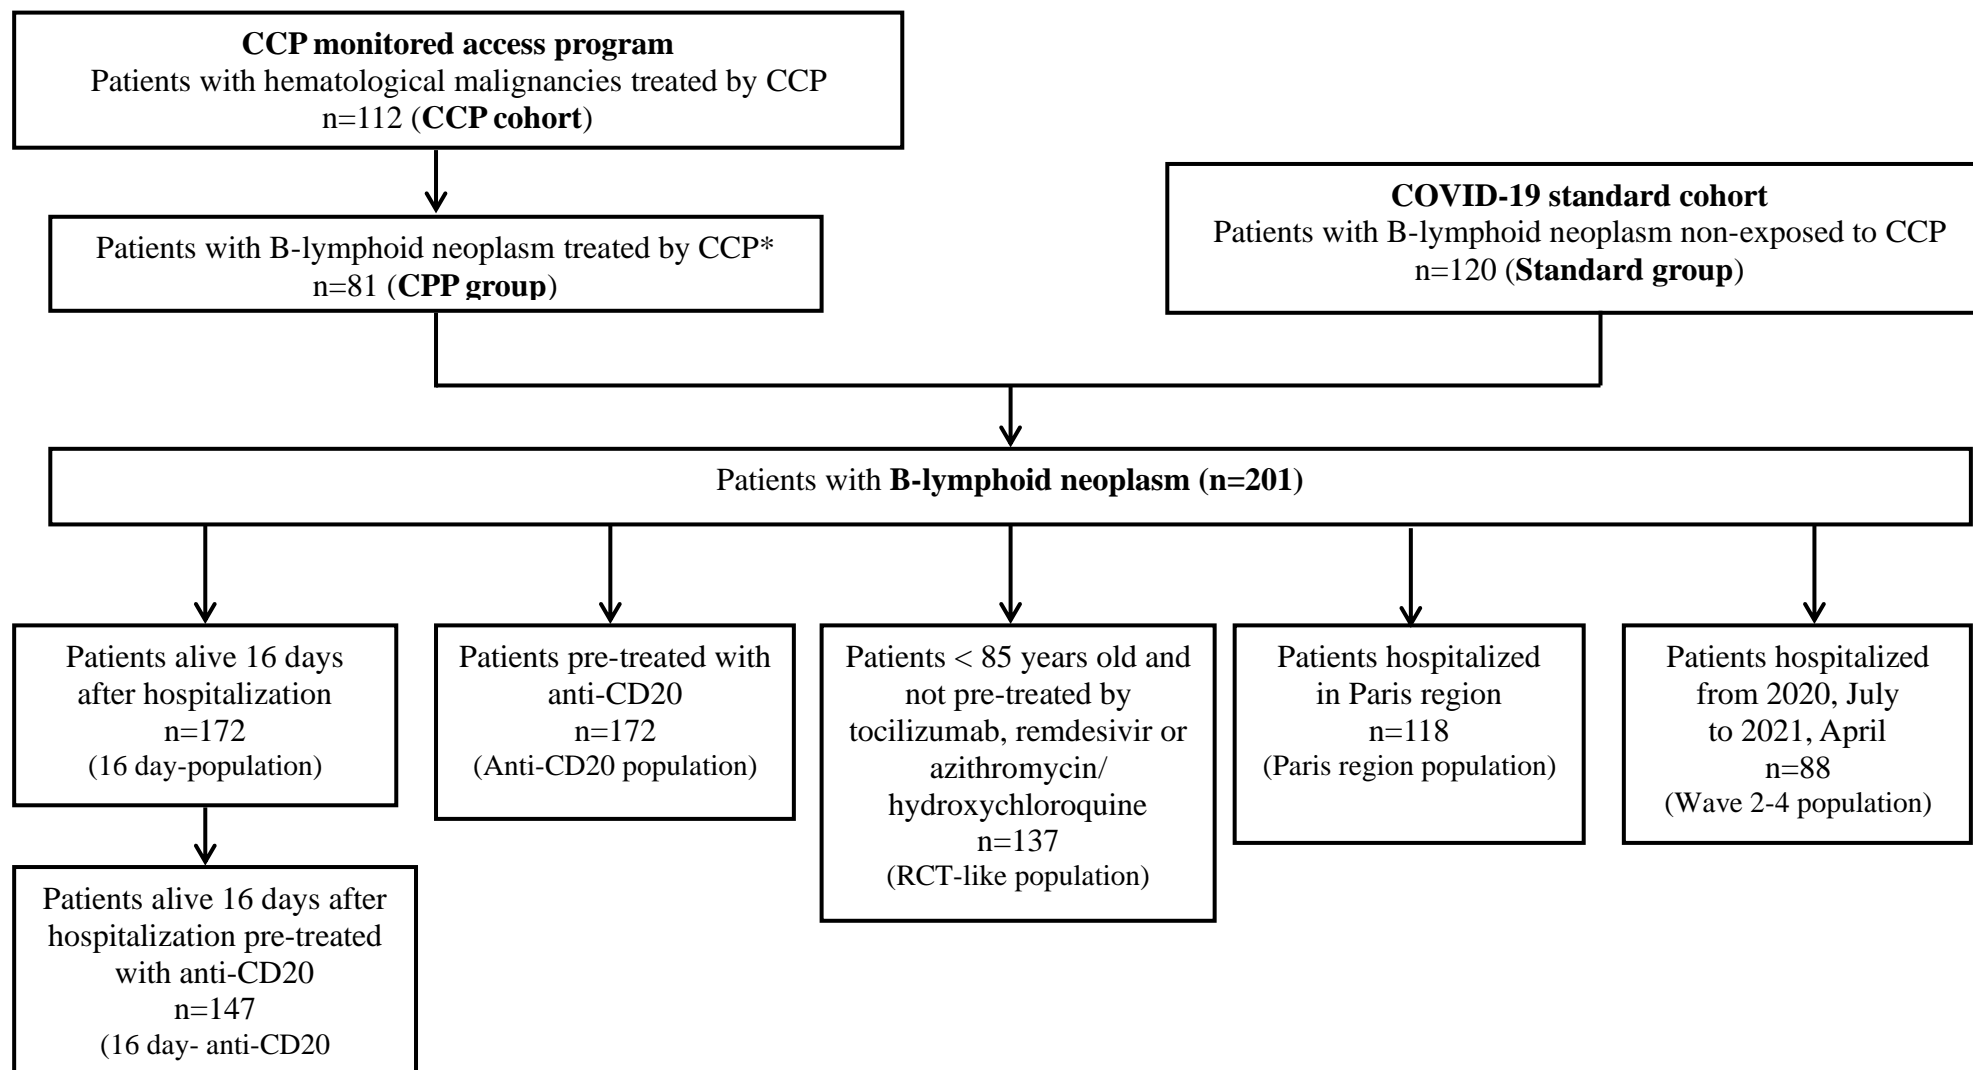 CCP monitored access program
Patients with hematological malignancies treated by CCP
n=112 (CCP cohort)
COVID-19 standard cohort
Patients with B-lymphoid neoplasm non-exposed to CCP
n=120 (Standard group)
Patients with B-lymphoid neoplasm treated by CCP*
n=81 (CPP group)
Patients with B-lymphoid neoplasm (n=201)
Patients alive 16 days
after hospitalization
n=172
(16 day-population)
Patients pre-treated with
anti-CD20
n=172
(Anti-CD20 population)
Patients < 85 years old and
not pre-treated by
tocilizumab, remdesivir or
azithromycin/
hydroxychloroquine
n=137
(RCT-like population)
Patients hospitalized
in Paris region
n=118
(Paris region population)
Patients hospitalized
from 2020, July
to 2021, April
n=88
(Wave 2-4 population)
Patients alive 16 days after
hospitalization pre-treated
with anti-CD20
n=147
(16 day- anti-CD20